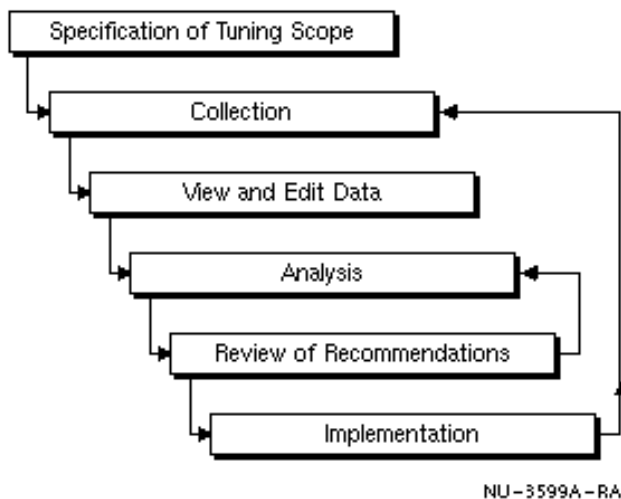 Specification of Tuning Scope
Collection
View and Edit Data
Analysis
Review of Recommendations
Implementation
NU-3599A-RA